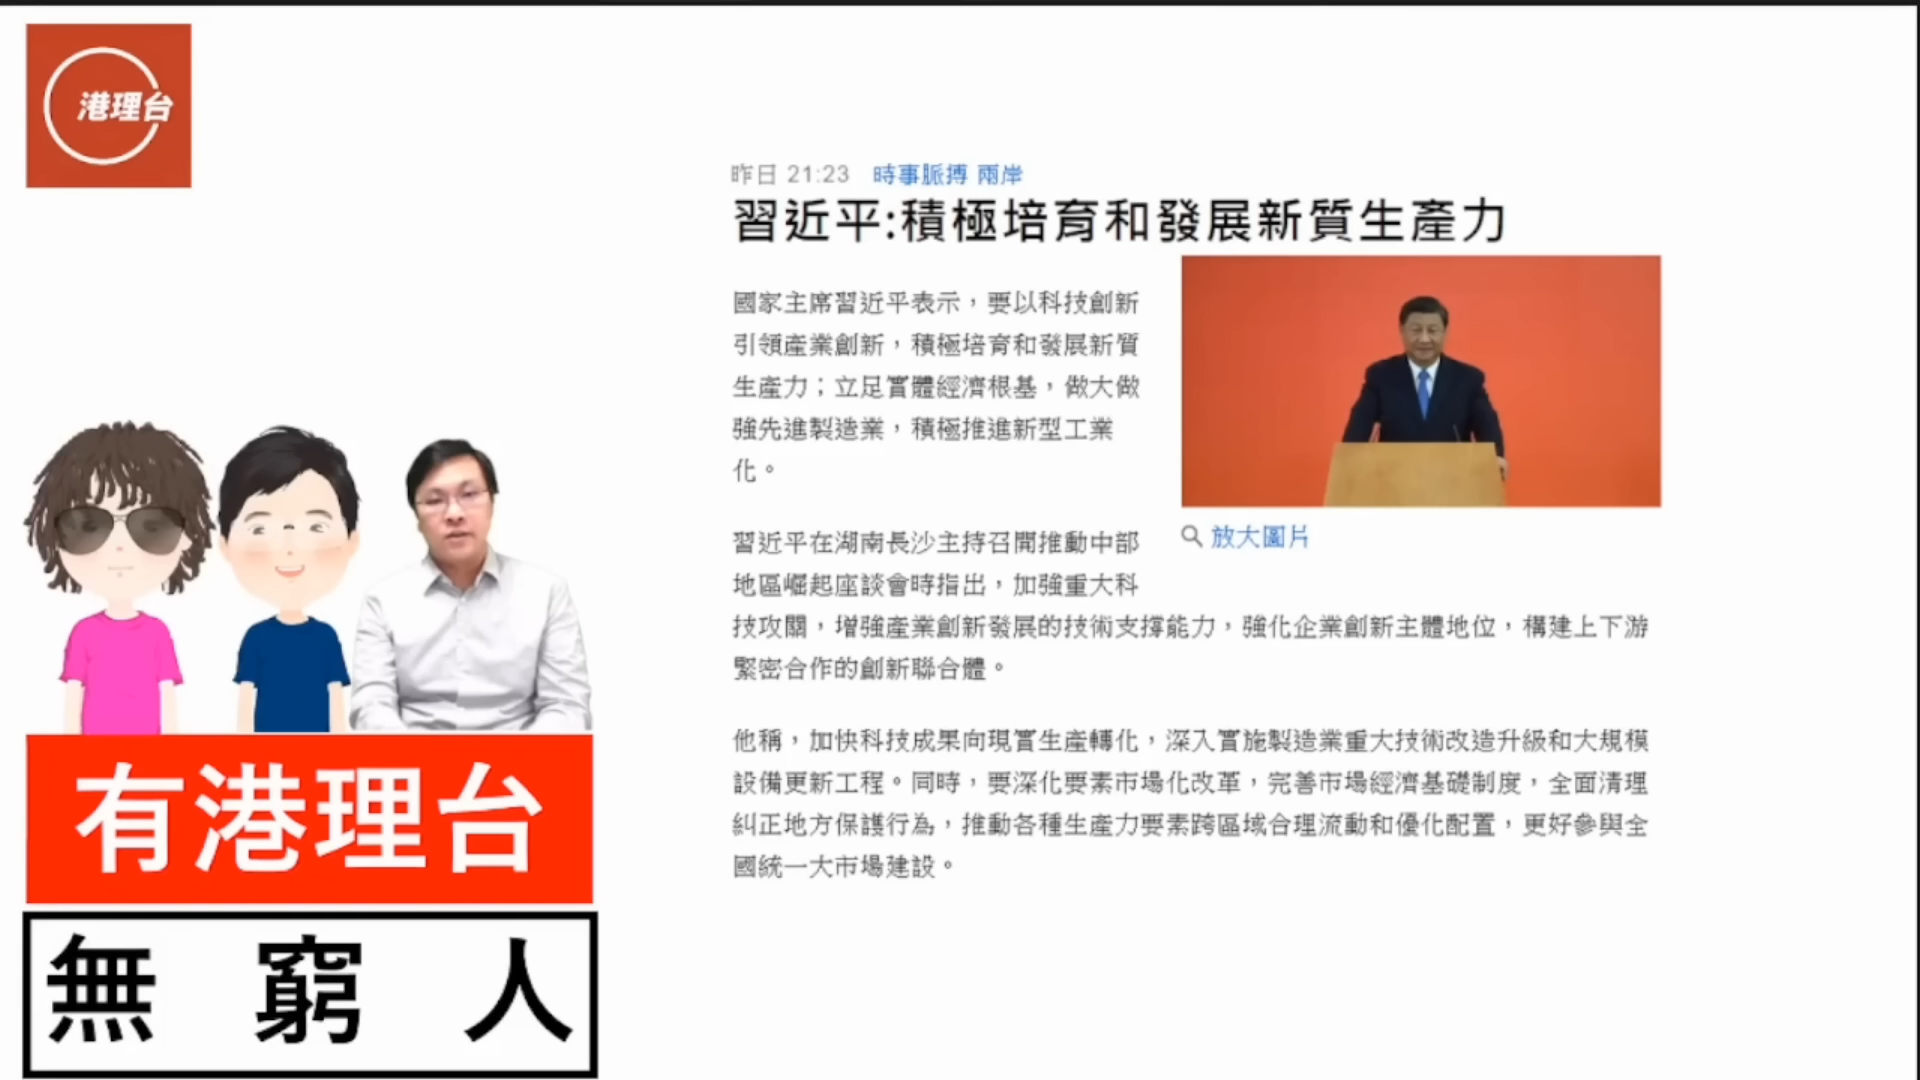 港理台
昨日 21:23 時事脈搏 兩岸
習近平:積極培育和發展新質生產力
國家主席習近平表示，要以科技創新
引領產業創新，積極培育和發展新質
生產力；立足實體經濟根基，做大做
強先進製造業，積極推進新型工業
化。
放大圖片
習近平在湖南長沙主持召開推動中部
地區崛起座談會時指出，加強重大科
技攻關，增強產業創新發展的技術支撐能力，強化企業創新主體地位，構建上下游
緊密合作的創新聯合體。
他稱，加快科技成果向現實生產轉化，深入實施製造業重大技術改造升級和大規模
設備更新工程。同時，要深化要素市場化改革，完善市場經濟基礎制度，全面清理
糾正地方保護行為，推動各種生產力要素跨區域合理流動和優化配置，更好參與全
國統一大市場建設。
有港理台
無窮人